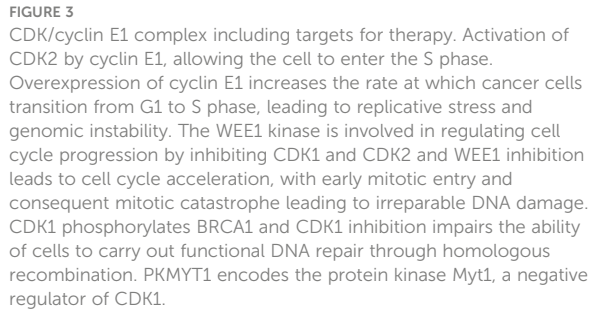 FIGURE 3
CDK/cyclin E1 complex including targets for therapy. Activation of
CDK2 by cyclin E1, allowing the cell to enter the S phase.
Overexpression of cyclin E1 increases the rate at which cancer cells
transition from G1 to S phase, leading to replicative stress and
genomic instability. The WEE1 kinase is involved in regulating cell
cycle progression by inhibiting CDK1 and CDK2 and WEE1 inhibition
leads to cell cycle acceleration, with early mitotic entry and
consequent mitotic catastrophe leading to irreparable DNA damage.
CDK1 phosphorylates BRCA1 and CDK1 inhibition impairs the ability
of cells to carry out functional DNA repair through homologous
recombination. PKMYT1 encodes the protein kinase Myt1, a negative
regulator of CDK1.